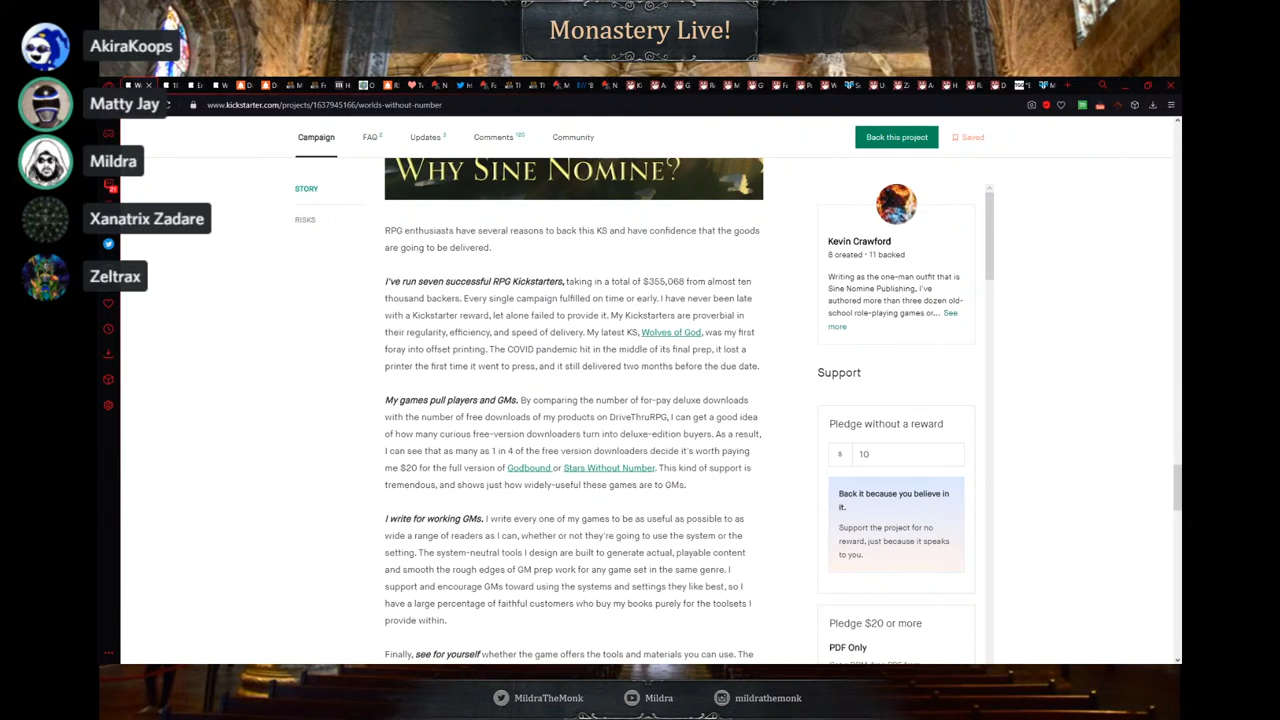 Monastery Live!
AkiraKoops
Matty Jay
Mildra
Xanatrix Zadare
Zeltrax
www.kickstarter.com/projects/1637945166/worlds-without-number
Campaign FAQ 2 Updates 3 Comments 120 Community Back this project Saved
WHY SINE NOMINE?
STORY
RISKS
RPG enthusiasts have several reasons to back this KS and have confidence that the goods
are going to be delivered.
I've run seven successful RPG Kickstarters, taking in a total of $355,068 from almost ten
thousand backers. Every single campaign fulfilled on time or early. I have never been late
with a Kickstarter reward, let alone failed to provide it. My Kickstarters are proverbial in
their regularity, efficiency, and speed of delivery. My latest KS, Wolves of God, was my first
foray into offset printing. The COVID pandemic hit in the middle of its final prep, it lost a
printer the first time it went to press, and it still delivered two months before the due date.
My games pull players and GMs. By comparing the number of for-pay deluxe downloads
with the number of free downloads of my products on DriveThruRPG, I can get a good idea
of how many curious free-version downloaders turn into deluxe-edition buyers. As a result,
I can see that as many as 1 in 4 of the free version downloaders decide it's worth paying
me $20 for the full version of Godbound or Stars Without Number. This kind of support is
tremendous, and shows just how widely-useful these games are to GMs.
I write for working GMs. I write every one of my games to be as useful as possible to as
wide a range of readers as I can, whether or not they're going to use the system or the
setting. The system-neutral tools I design are built to generate actual, playable content
and smooth the rough edges of GM prep work for any game set in the same genre. I
support and encourage GMs toward using the systems and settings they like best, so I
have a large percentage of faithful customers who buy my books purely for the toolsets I
provide within.
Finally, see for yourself whether the game offers the tools and materials you can use. The
Kevin Crawford
8 created · 11 backed
Writing as the one-man outfit that is
Sine Nomine Publishing, I've
authored more than three dozen old-
school role-playing games or... See
more
Support
Pledge without a reward
$ 10
Back it because you believe in
it.
Support the project for no
reward, just because it speaks
to you.
Pledge $20 or more
PDF Only
MildraTheMonk Mildra mildrathemonk